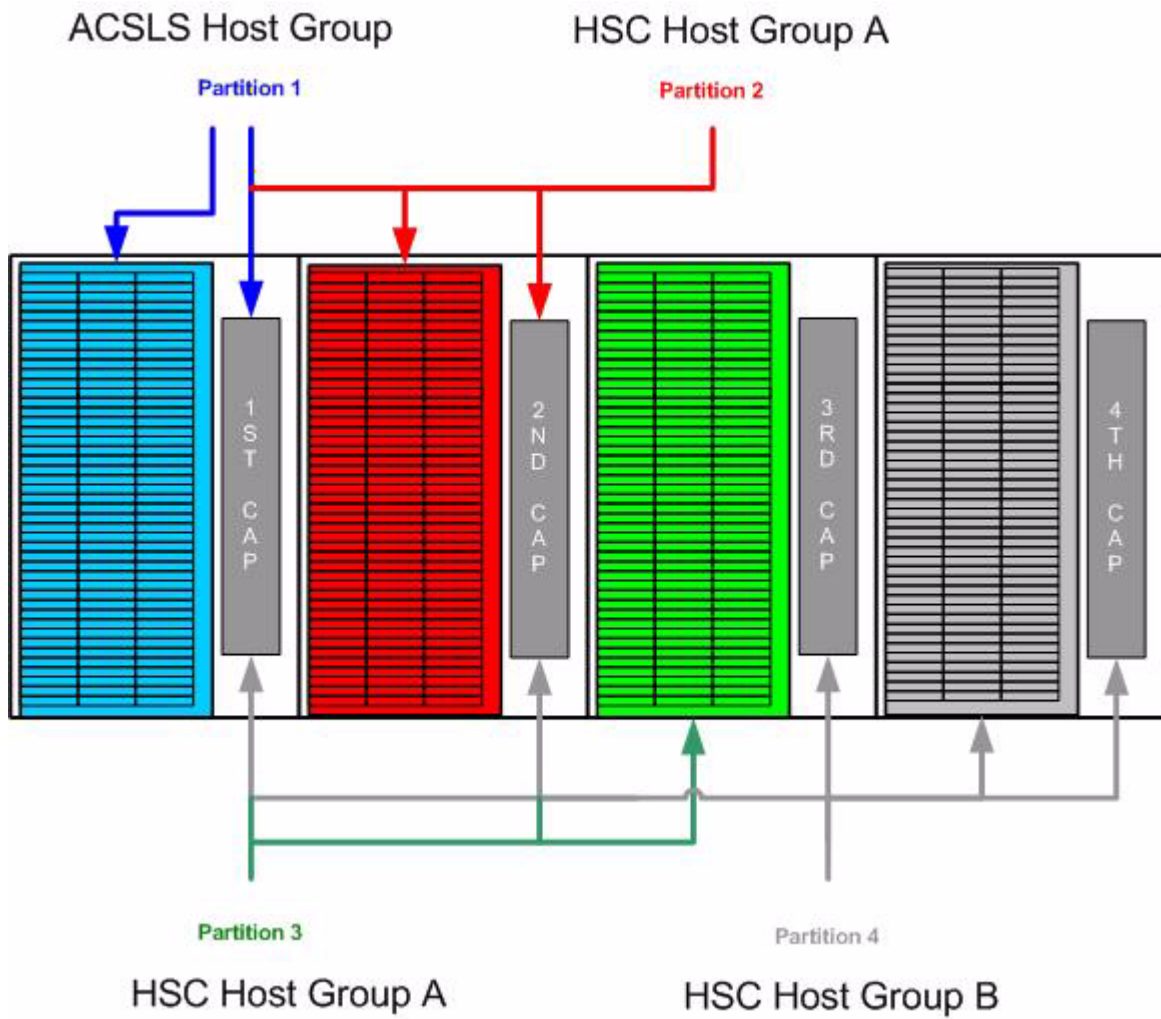 ACSLS Host Group
HSC Host Group A
Partition 1
Partition 2
1ST CAP
2ND CAP
3RD CAP
4TH CAP
Partition 3
Partition 4
HSC Host Group A
HSC Host Group B